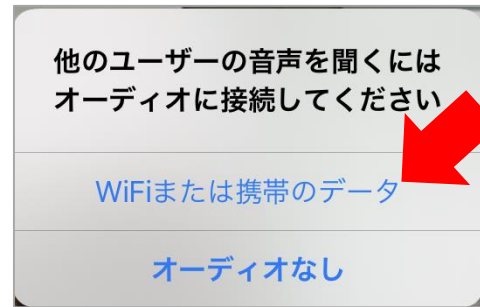 他のユーザーの音声を聞くには
オーディオに接続してください
WiFiまたは携帯のデータ
オーディオなし